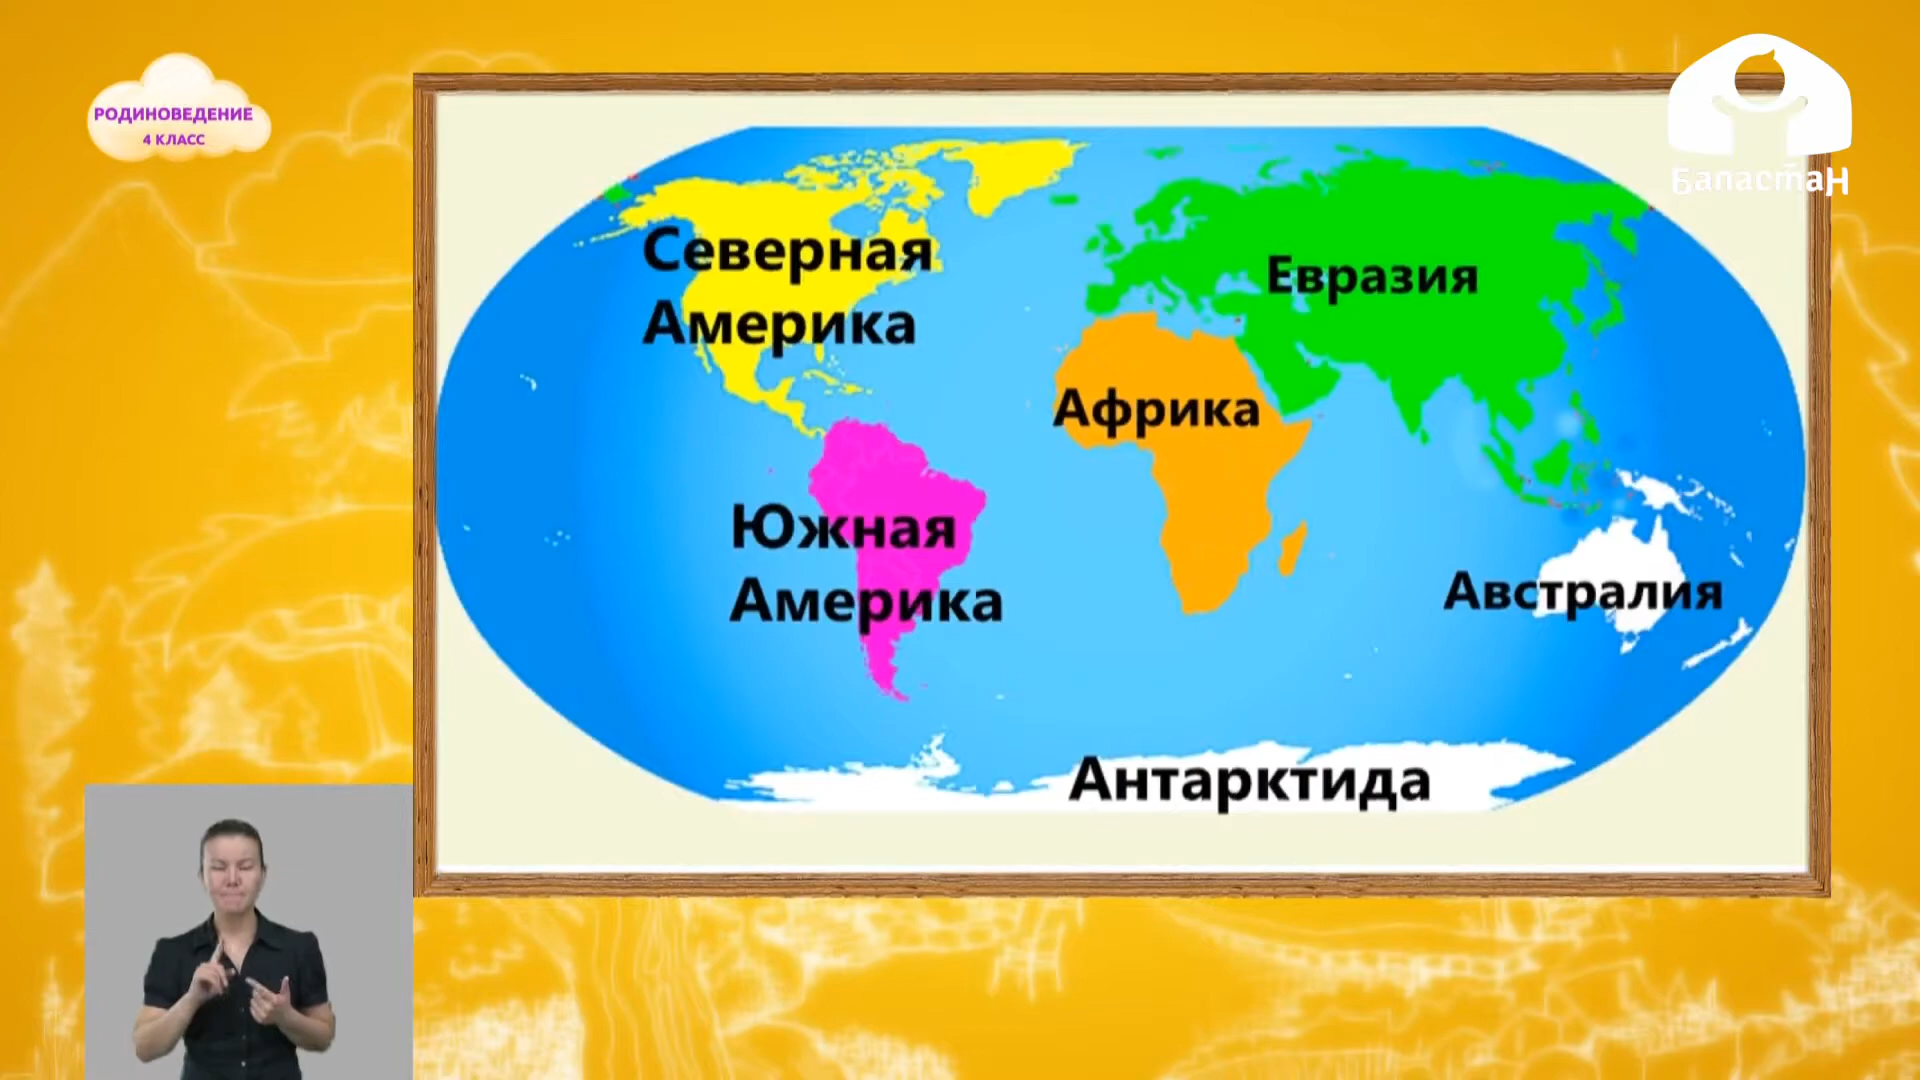 РОДИНОВЕДЕНИЕ
4 КЛАСС
Баластан
Северная
Америка
Евразия
Африка
Южная
Америка
Австралия
Антарктида